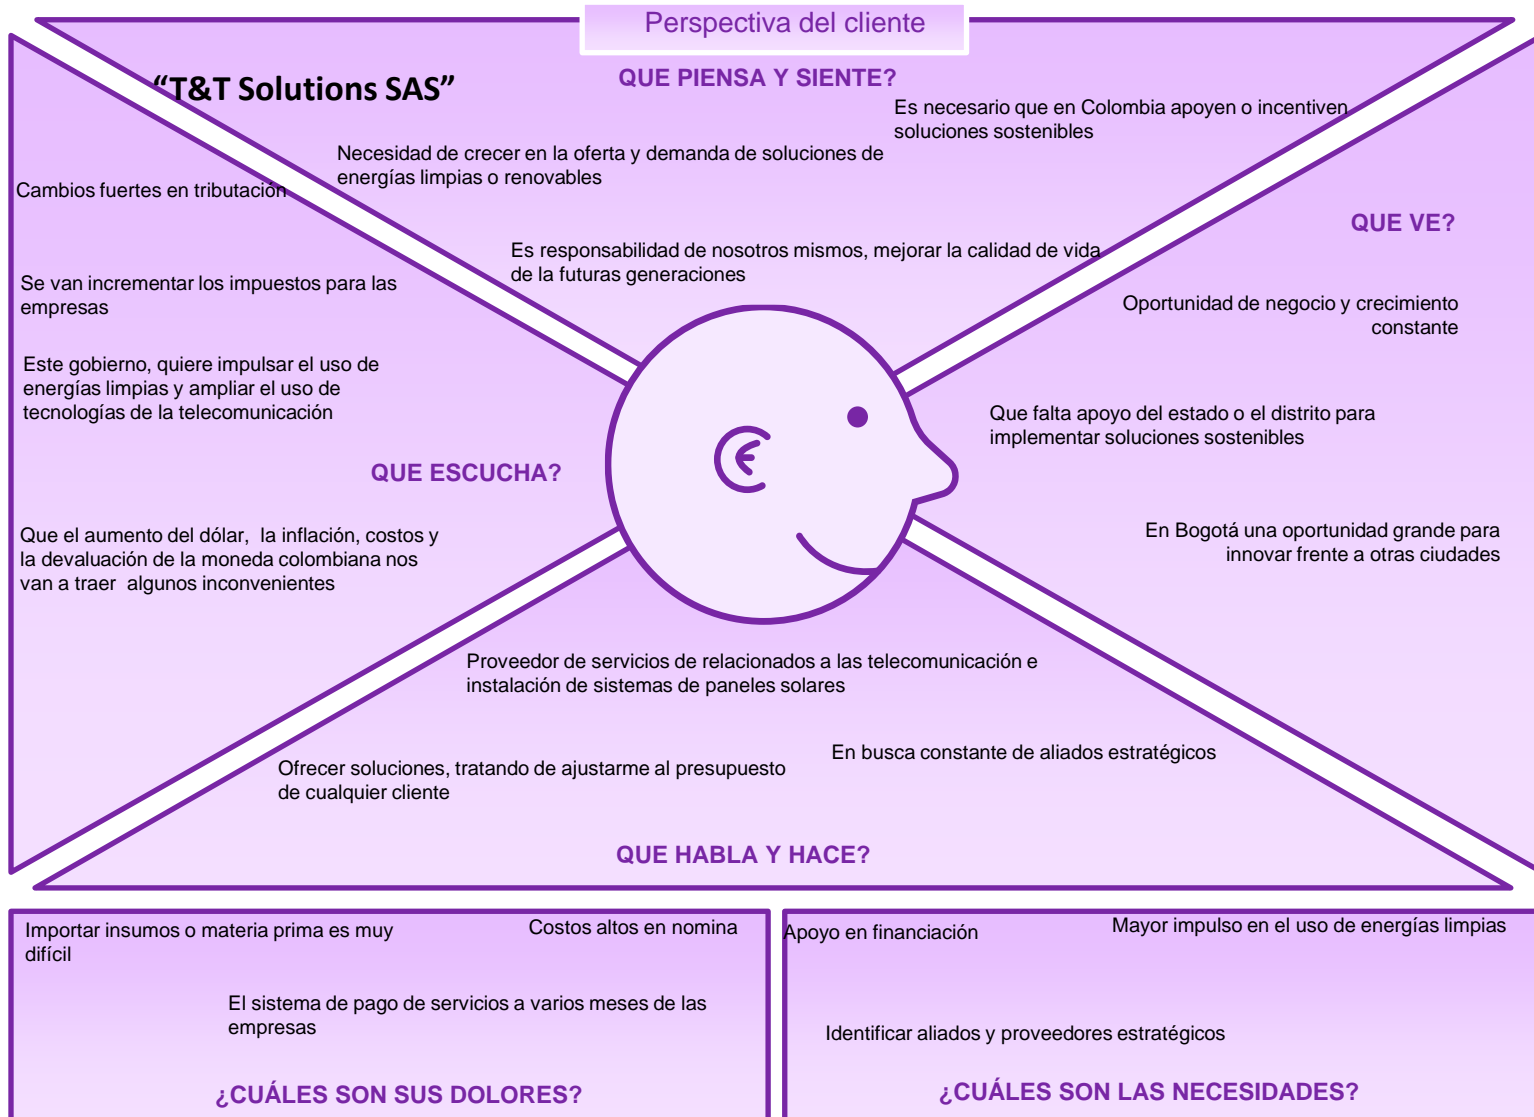 Perspectiva del cliente
“T&T Solutions SAS”
QUE PIENSA Y SIENTE?
Es necesario que en Colombia apoyen o incentiven
soluciones sostenibles
Necesidad de crecer en la oferta y demanda de soluciones de
energías limpias o renovables
Es responsabilidad de nosotros mismos, mejorar la calidad de vida
de la futuras generaciones
Cambios fuertes en tributación
Se van incrementar los impuestos para las
empresas
Este gobierno, quiere impulsar el uso de
energías limpias y ampliar el uso de
tecnologías de la telecomunicación
QUE ESCUCHA?
Que el aumento del dólar,  la inflación, costos y
la devaluación de la moneda colombiana nos
van a traer  algunos inconvenientes
QUE VE?
Oportunidad de negocio y crecimiento
constante
Que falta apoyo del estado o el distrito para
implementar soluciones sostenibles
En Bogotá una oportunidad grande para
innovar frente a otras ciudades
Proveedor de servicios de relacionados a las telecomunicación e
instalación de sistemas de paneles solares
En busca constante de aliados estratégicos
Ofrecer soluciones, tratando de ajustarme al presupuesto
de cualquier cliente
QUE HABLA Y HACE?
Importar insumos o materia prima es muy
difícil
Costos altos en nomina
El sistema de pago de servicios a varios meses de las
empresas
¿CUÁLES SON SUS DOLORES?
Apoyo en financiación
Mayor impulso en el uso de energías limpias
Identificar aliados y proveedores estratégicos
¿CUÁLES SON LAS NECESIDADES?